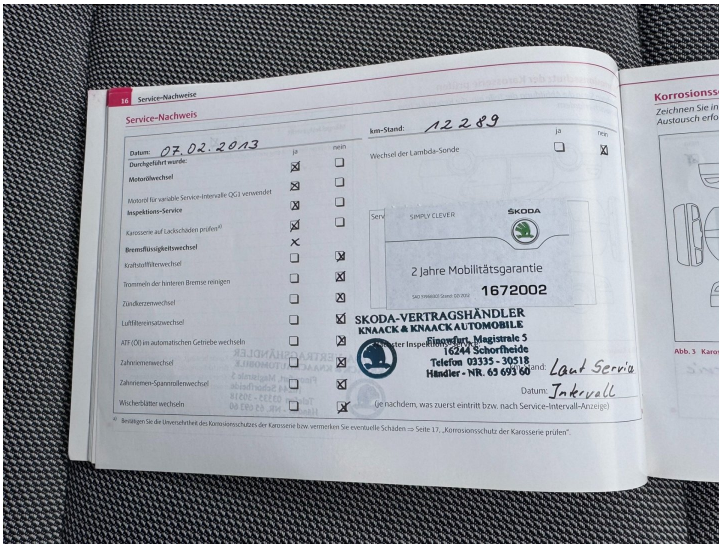 16 Service-Nachweise
Service-Nachweis
Datum: 07.02.2013
ja nein
Durchgeführt wurde:
Motorölwechsel
Motoröl für variable Service-Intervalle QG1 verwendet
Inspektions-Service
Karosserie auf Lackschäden prüfen a)
Bremsflüssigkeitswechsel
Kraftstofffilterwechsel
Trommeln der hinteren Bremse reinigen
Zündkerzenwechsel
Luftfiltereinsatzwechsel
ATF (Öl) im automatischen Getriebe wechseln
Zahnriemenwechsel
Zahnriemen-Spannrollenwechsel
Wischerblätter wechseln
km-Stand: 12289
ja nein
Wechsel der Lambda-Sonde
Serv
SIMPLY CLEVER ŠKODA
2 Jahre Mobilitätsgarantie
1672002
SKODA-VERTRAGSHÄNDLER
KNAACK & KNAACK AUTOMOBILE
Finowfurt, Magistrale 5
16244 Schorfheide
Telefon 03335 - 30518
Händler - NR. 65 693 60
Inspektions-Service
Laut Service
Datum: Intervall
(je nachdem, was zuerst eintritt bzw. nach Service-Intervall-Anzeige)
a) Bestätigen Sie die Unversehrtheit des Korrosionsschutzes der Karosserie bzw. vermerken Sie eventuelle Schäden ⇒ Seite 17, „Korrosionsschutz der Karosserie prüfen".
Korrosionss
Zeichnen Sie in
Austausch erfo
Abb. 3 Karos